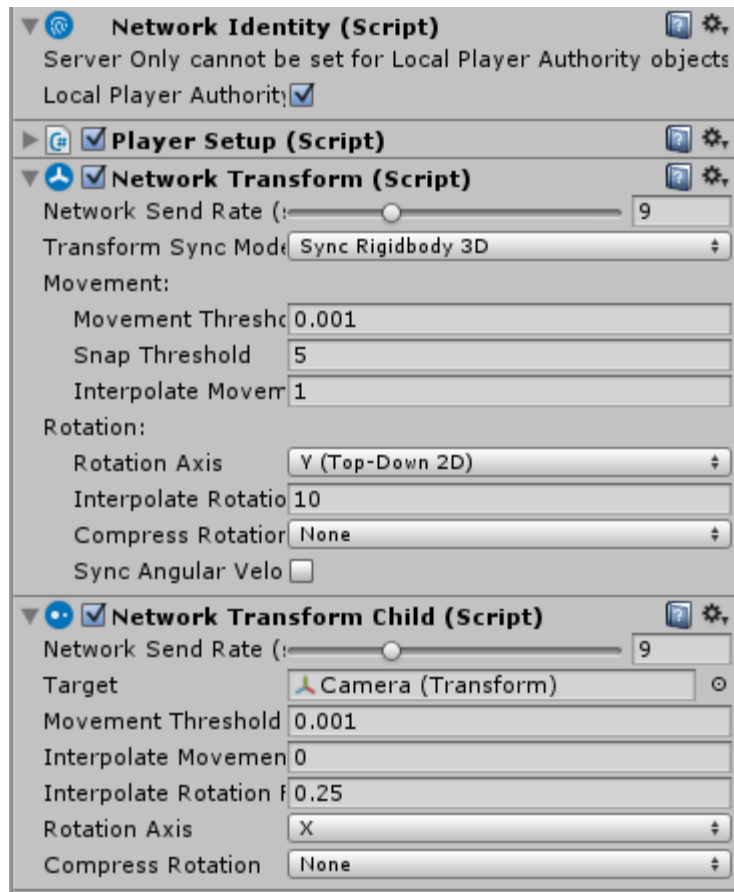 Network Identity (Script)
Server Only cannot be set for Local Player Authority objects
Local Player Authority
Player Setup (Script)
Network Transform (Script)
Network Send Rate (s 9
Transform Sync Mode Sync Rigidbody 3D
Movement:
Movement Thresho 0.001
Snap Threshold 5
Interpolate Movem 1
Rotation:
Rotation Axis Y (Top-Down 2D)
Interpolate Rotatio 10
Compress Rotation None
Sync Angular Velo
Network Transform Child (Script)
Network Send Rate (s 9
Target Camera (Transform)
Movement Threshold 0.001
Interpolate Movemen 0
Interpolate Rotation F 0.25
Rotation Axis X
Compress Rotation None